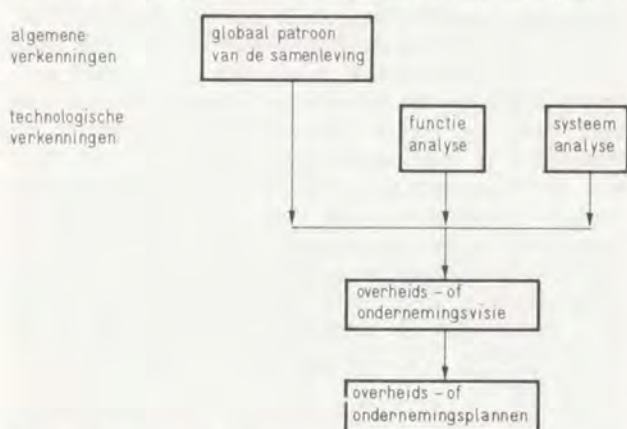 algemene
verkenningen
globaal patroon
van de samenleving
technologische
verkenningen
functie
analyse
systeem
analyse
overheids – of
ondernemingsvisie
overheids – of
ondernemingsplannen